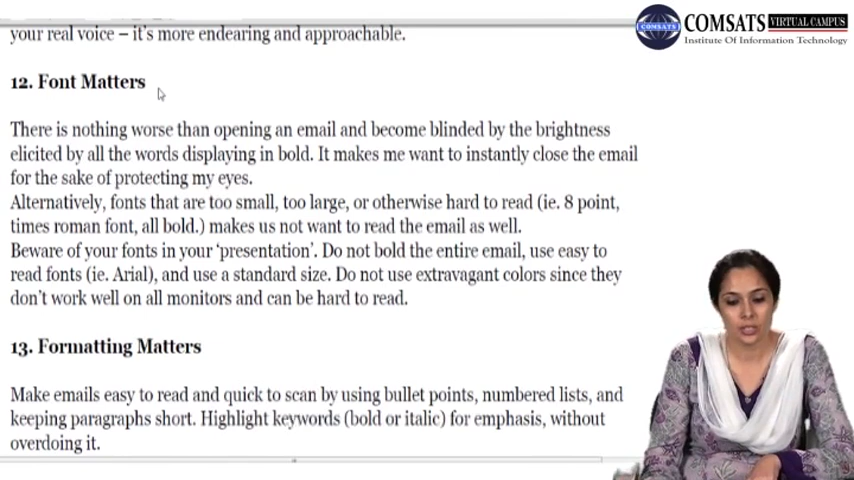 your real voice – it's more endearing and approachable.
COMSATS
COMSATS
VIRTUAL CAMPUS
Institute Of Information Technology
12. Font Matters
There is nothing worse than opening an email and become blinded by the brightness
elicited by all the words displaying in bold. It makes me want to instantly close the email
for the sake of protecting my eyes.
Alternatively, fonts that are too small, too large, or otherwise hard to read (ie. 8 point,
times roman font, all bold.) makes us not want to read the email as well.
Beware of your fonts in your 'presentation'. Do not bold the entire email, use easy to
read fonts (ie. Arial), and use a standard size. Do not use extravagant colors since they
don't work well on all monitors and can be hard to read.
13. Formatting Matters
Make emails easy to read and quick to scan by using bullet points, numbered lists, and
keeping paragraphs short. Highlight keywords (bold or italic) for emphasis, without
overdoing it.